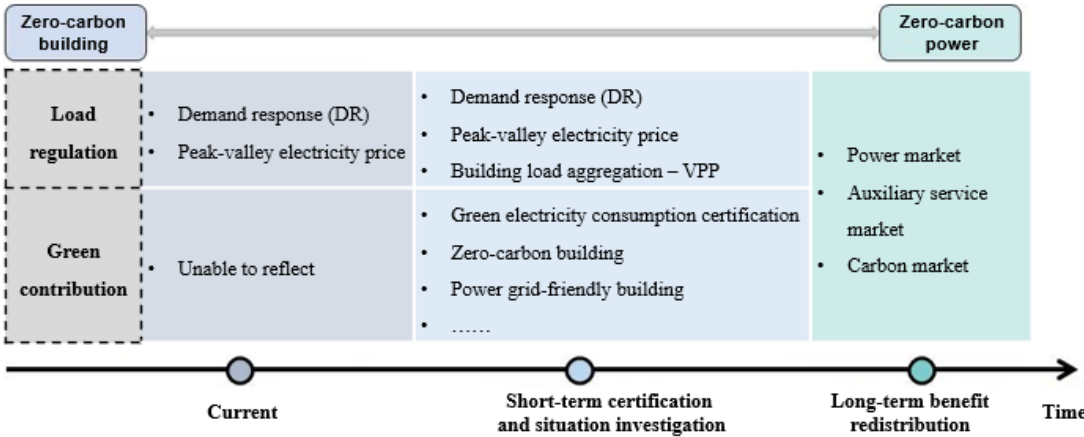 Zero-carbon
building
Zero-carbon
power
Load
regulation
• Demand response (DR)
• Peak-valley electricity price
• Demand response (DR)
• Peak-valley electricity price
• Building load aggregation – VPP
Green
contribution
• Unable to reflect
• Green electricity consumption certification
• Zero-carbon building
• Power grid-friendly building
• ……
• Power market
• Auxiliary service
market
• Carbon market
Current
Short-term certification
and situation investigation
Long-term benefit
redistribution
Time